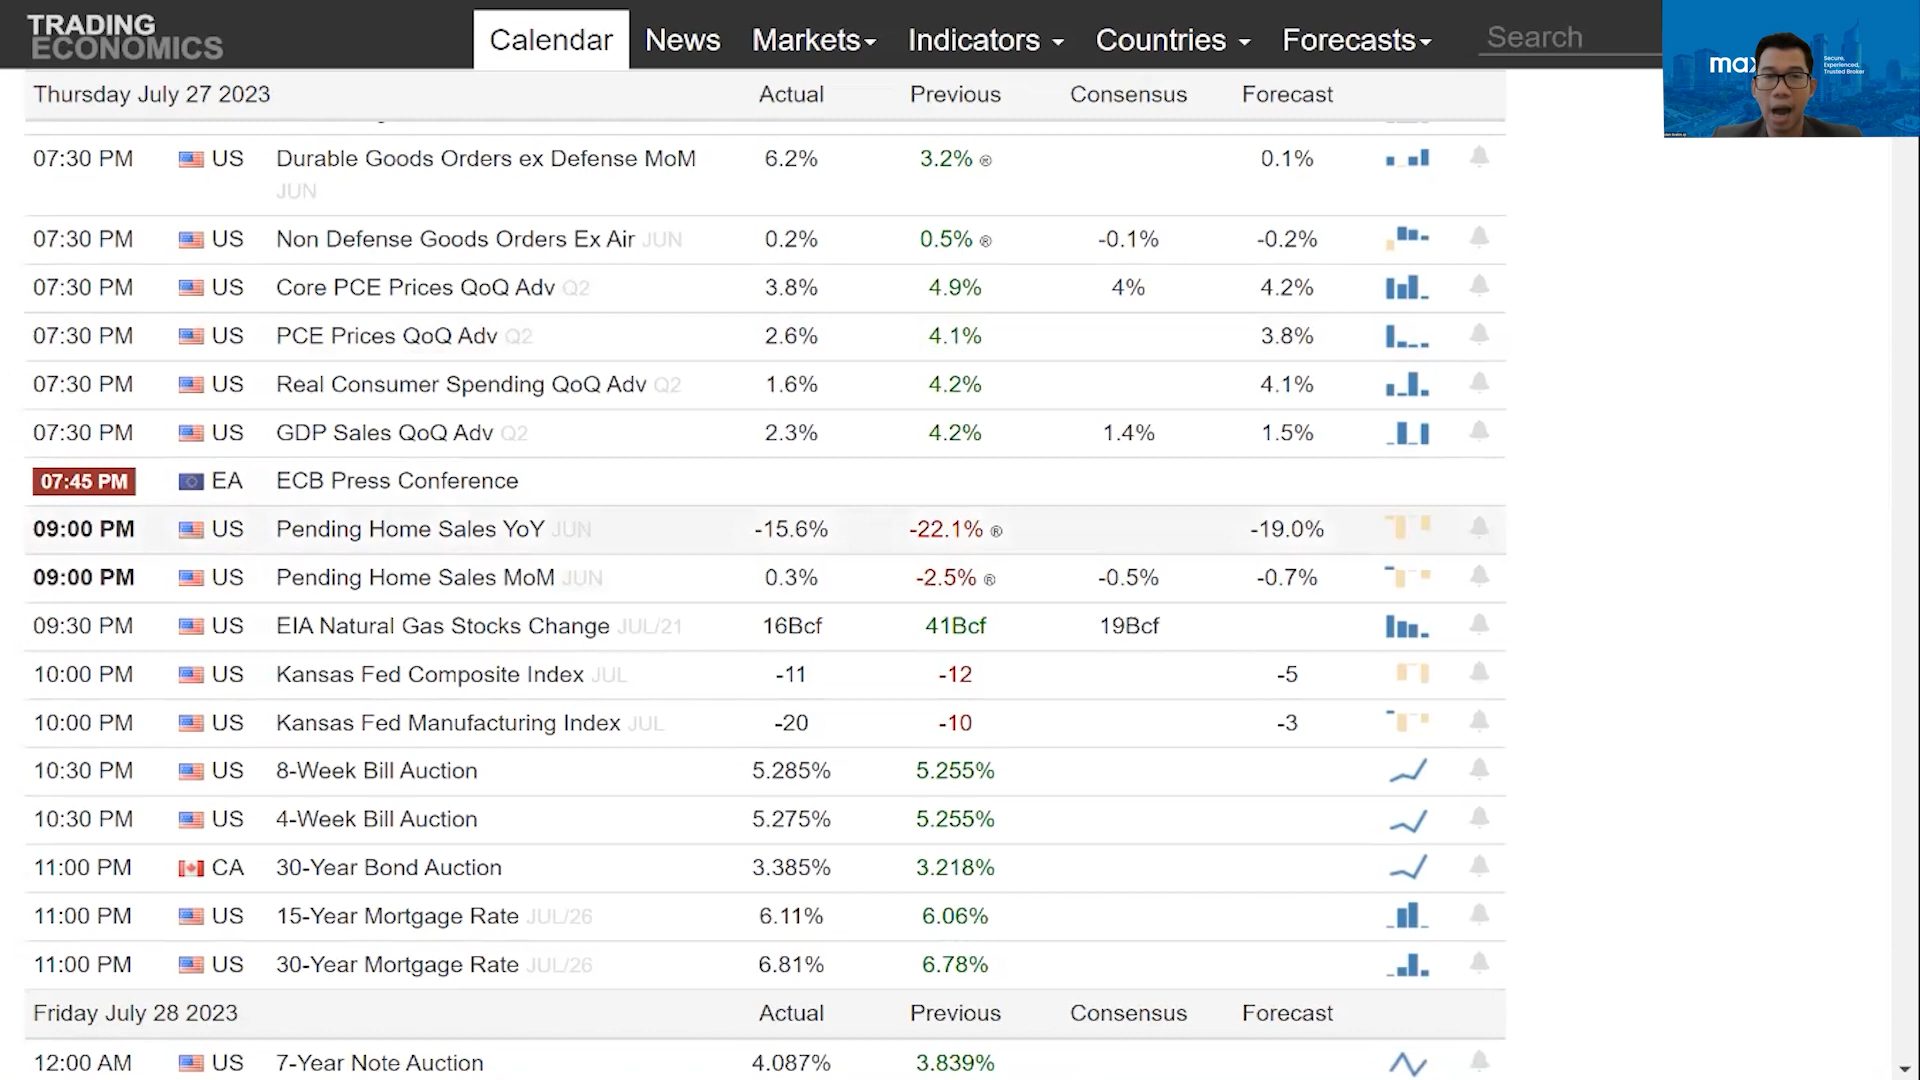 TRADING
ECONOMICS
Calendar News Markets Indicators Countries Forecasts Search
max
Secure,
Experienced,
Trusted Broker
Thursday July 27 2023 Actual Previous Consensus Forecast
07:30 PM US Durable Goods Orders ex Defense MoM 6.2% 3.2% ® 0.1%
JUN
07:30 PM US Non Defense Goods Orders Ex Air JUN 0.2% 0.5% ® -0.1% -0.2%
07:30 PM US Core PCE Prices QoQ Adv Q2 3.8% 4.9% 4% 4.2%
07:30 PM US PCE Prices QoQ Adv Q2 2.6% 4.1% 3.8%
07:30 PM US Real Consumer Spending QoQ Adv Q2 1.6% 4.2% 4.1%
07:30 PM US GDP Sales QoQ Adv Q2 2.3% 4.2% 1.4% 1.5%
07:45 PM EA ECB Press Conference
09:00 PM US Pending Home Sales YoY JUN -15.6% -22.1% ® -19.0%
09:00 PM US Pending Home Sales MoM JUN 0.3% -2.5% ® -0.5% -0.7%
09:30 PM US EIA Natural Gas Stocks Change JUL/21 16Bcf 41Bcf 19Bcf
10:00 PM US Kansas Fed Composite Index JUL -11 -12 -5
10:00 PM US Kansas Fed Manufacturing Index JUL -20 -10 -3
10:30 PM US 8-Week Bill Auction 5.285% 5.255%
10:30 PM US 4-Week Bill Auction 5.275% 5.255%
11:00 PM CA 30-Year Bond Auction 3.385% 3.218%
11:00 PM US 15-Year Mortgage Rate JUL/26 6.11% 6.06%
11:00 PM US 30-Year Mortgage Rate JUL/26 6.81% 6.78%
Friday July 28 2023 Actual Previous Consensus Forecast
12:00 AM US 7-Year Note Auction 4.087% 3.839%